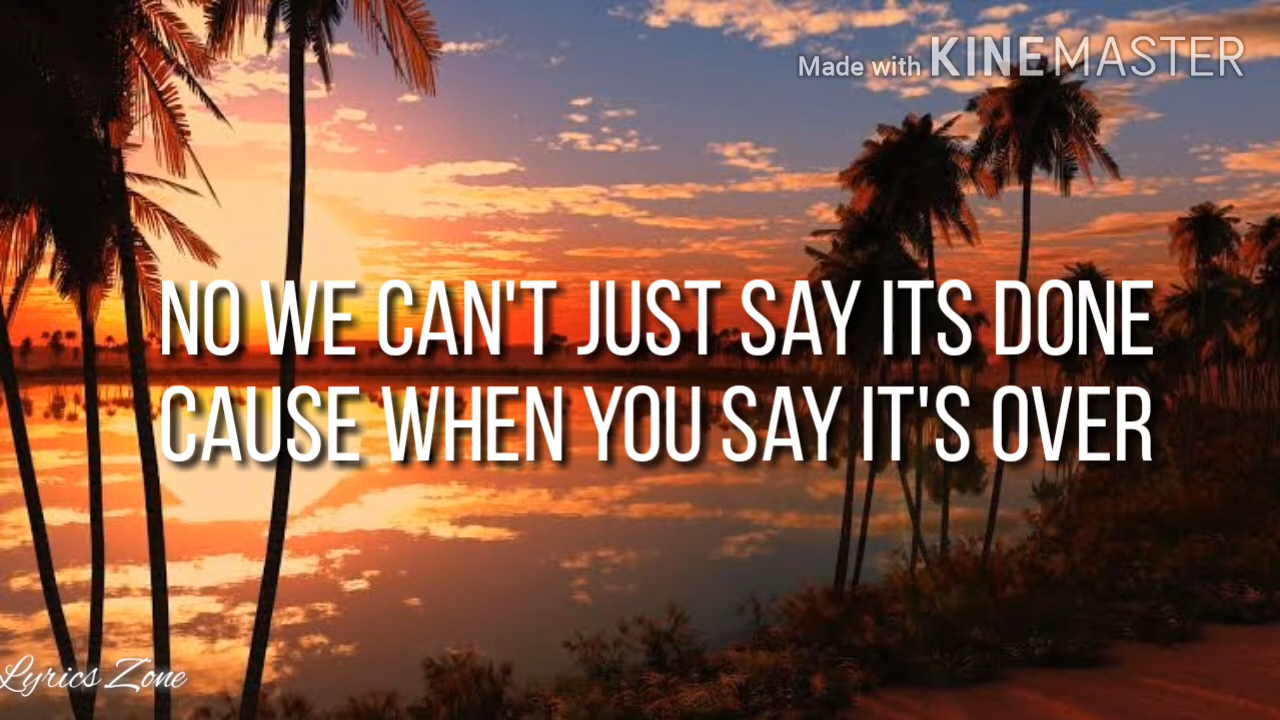 Made with KINEMASTER
NO WE CAN'T JUST SAY ITS DONE
CAUSE WHEN YOU SAY IT'S OVER
Lyrics Zone